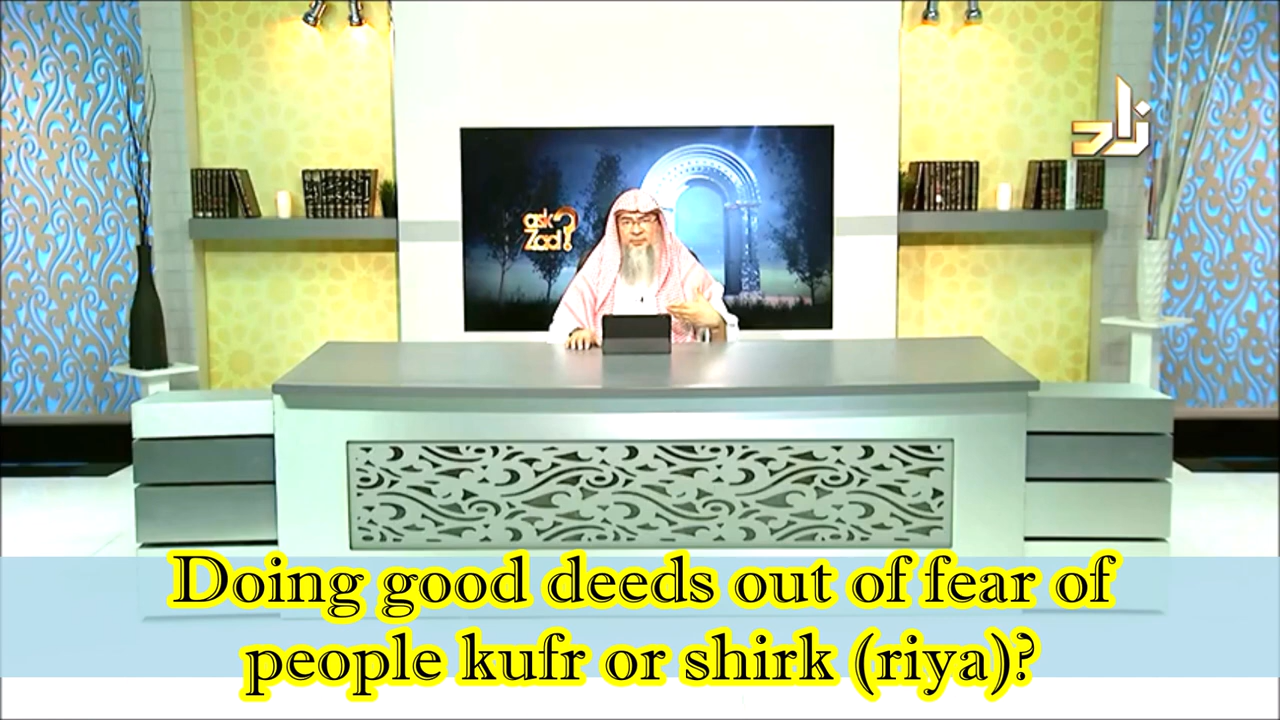 زاد
ask
Zad?
Doing good deeds out of fear of
people kufr or shirk (riya)?